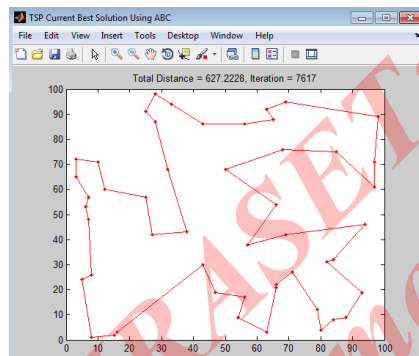 TSP Current Best Solution Using ABC
File Edit View Insert Tools Desktop Window Help
Total Distance = 627.2228, Iteration = 7617
100
90
80
70
60
50
40
30
20
10
0
0 10 20 30 40 50 60 70 80 90 100
RASET